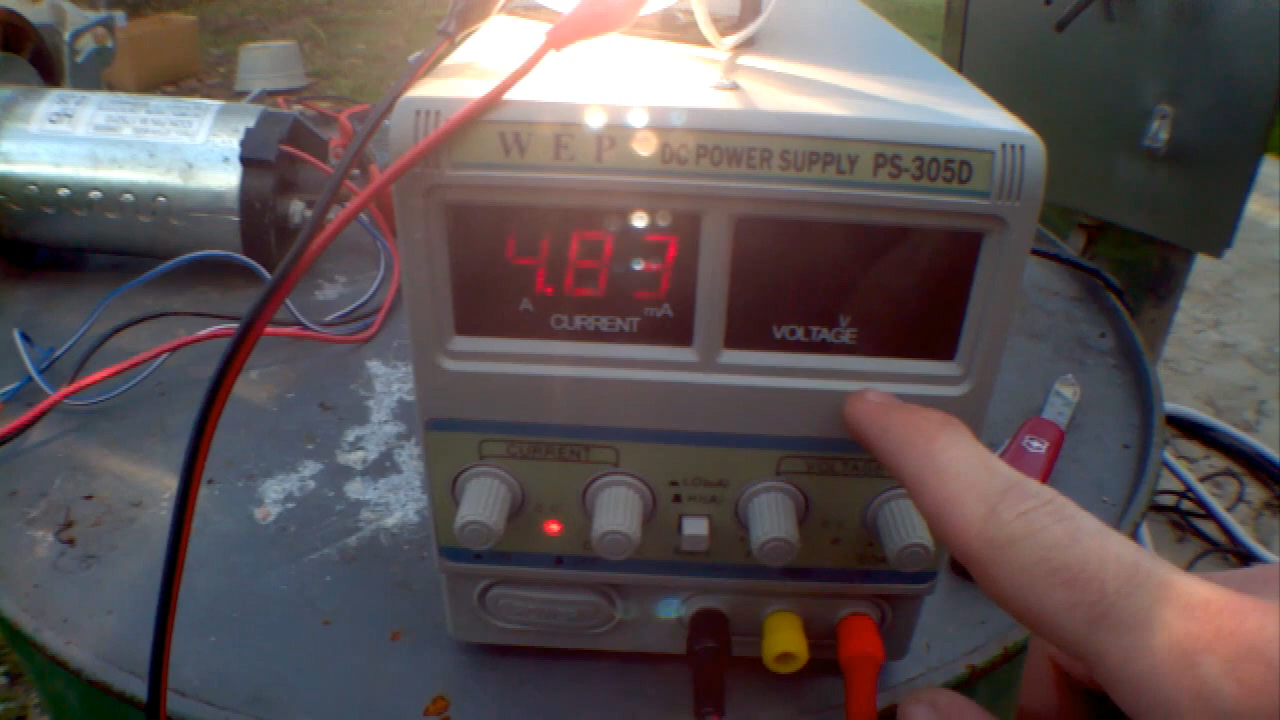 WEP DC POWER SUPPLY PS-305D
4.83
A mA
CURRENT
V
VOLTAGE
CURRENT
VOLTAGE